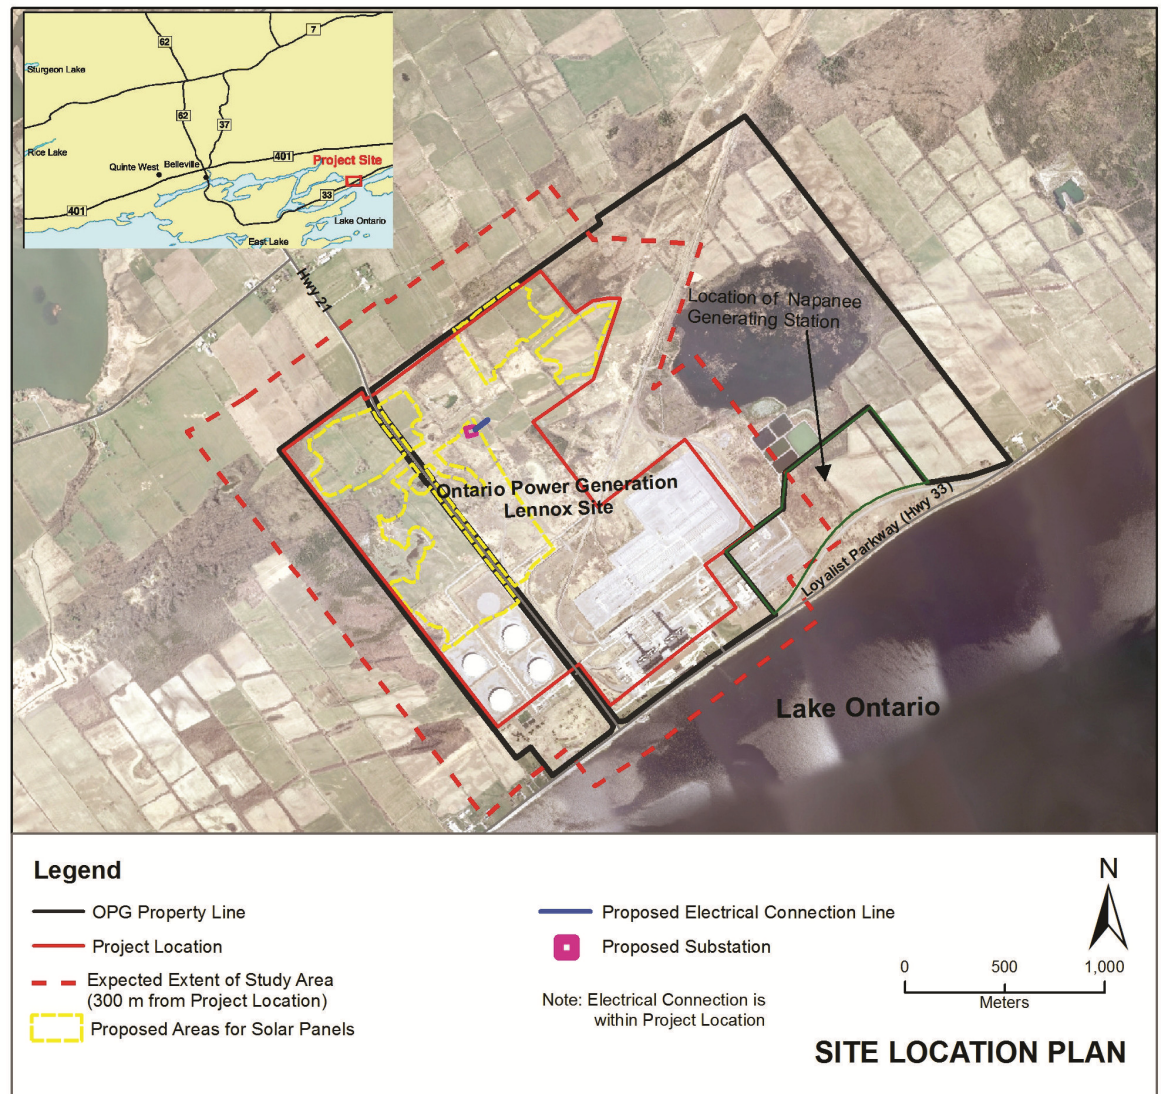 7
62
Sturgeon Lake
62
37
Rice Lake
401
Quinte West
Belleville
Project Site
33
401
Lake Ontario
East Lake
Hwy 21
Location of Napanee
Generating Station
Ontario Power Generation
Lennox Site
Loyalist Parkway (Hwy 33)
Lake Ontario
Legend
OPG Property Line
Project Location
Expected Extent of Study Area
(300 m from Project Location)
Proposed Areas for Solar Panels
Proposed Electrical Connection Line
Proposed Substation
Note: Electrical Connection is
within Project Location
N
0 500 1,000
Meters
SITE LOCATION PLAN